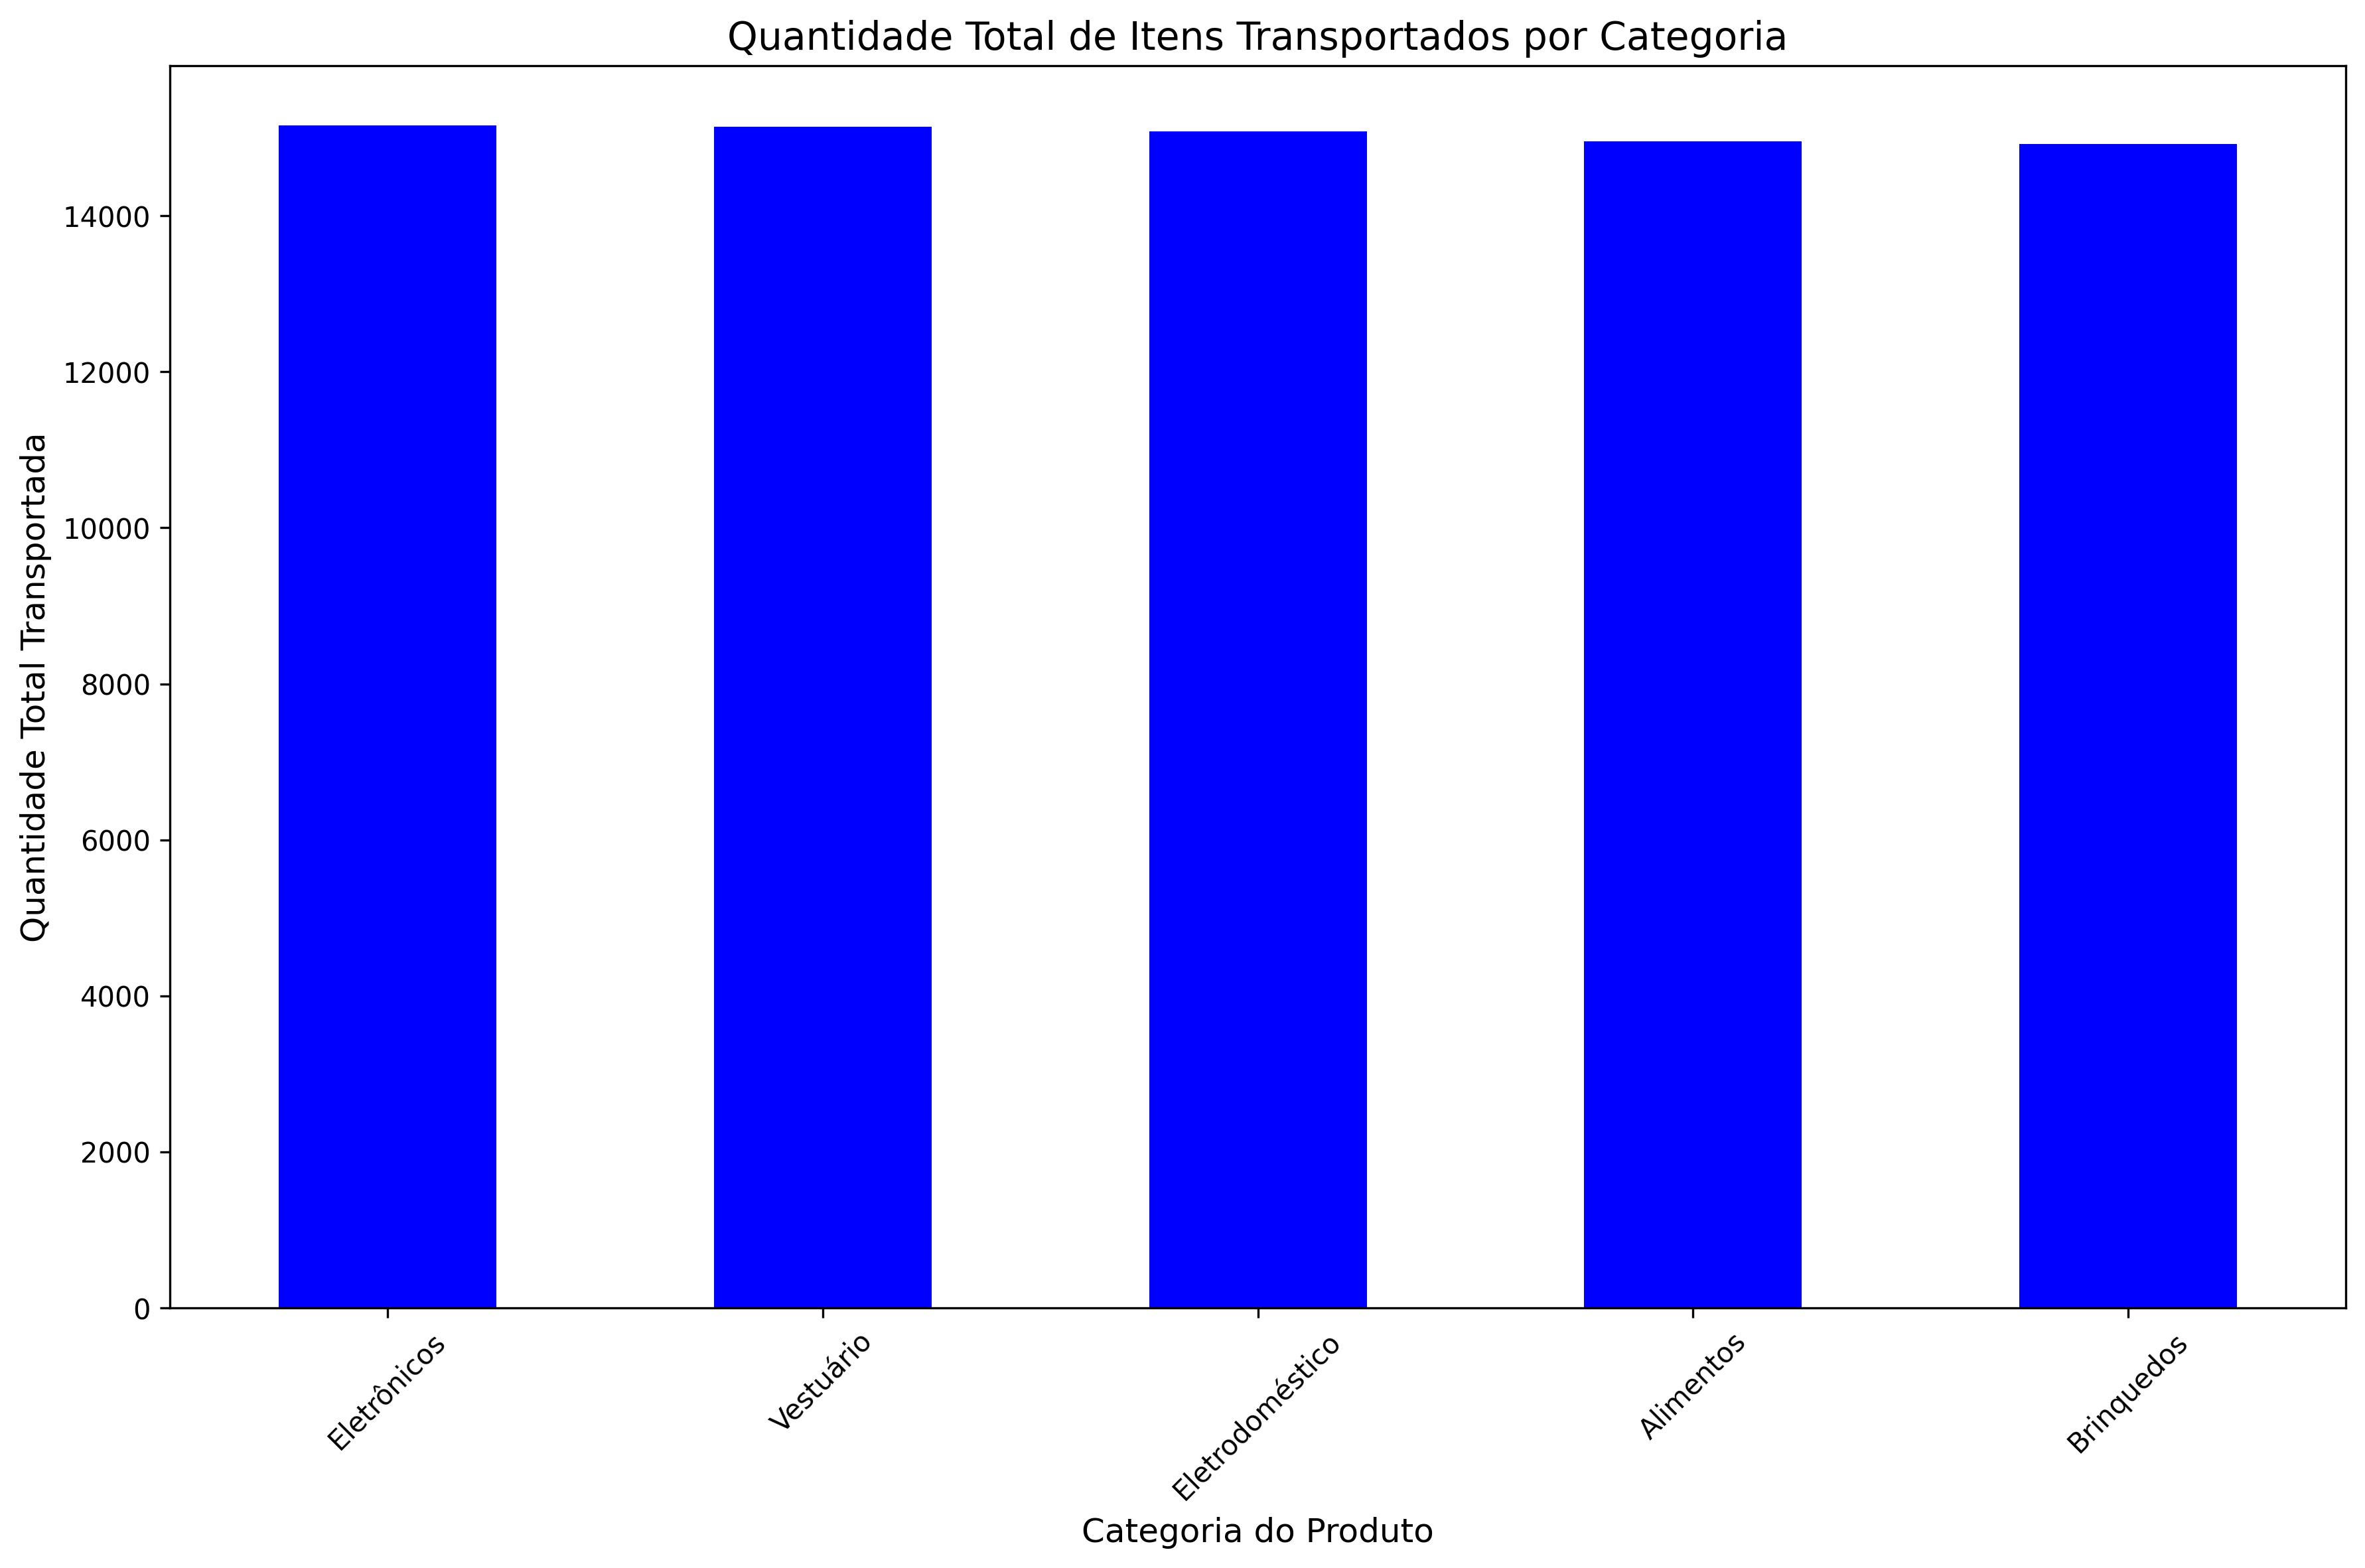 Quantidade Total de Itens Transportados por Categoria
Quantidade Total Transportada
14000
12000
10000
8000
6000
4000
2000
0
Eletrônicos
Vestuário
Eletrodoméstico
Alimentos
Brinquedos
Categoria do Produto